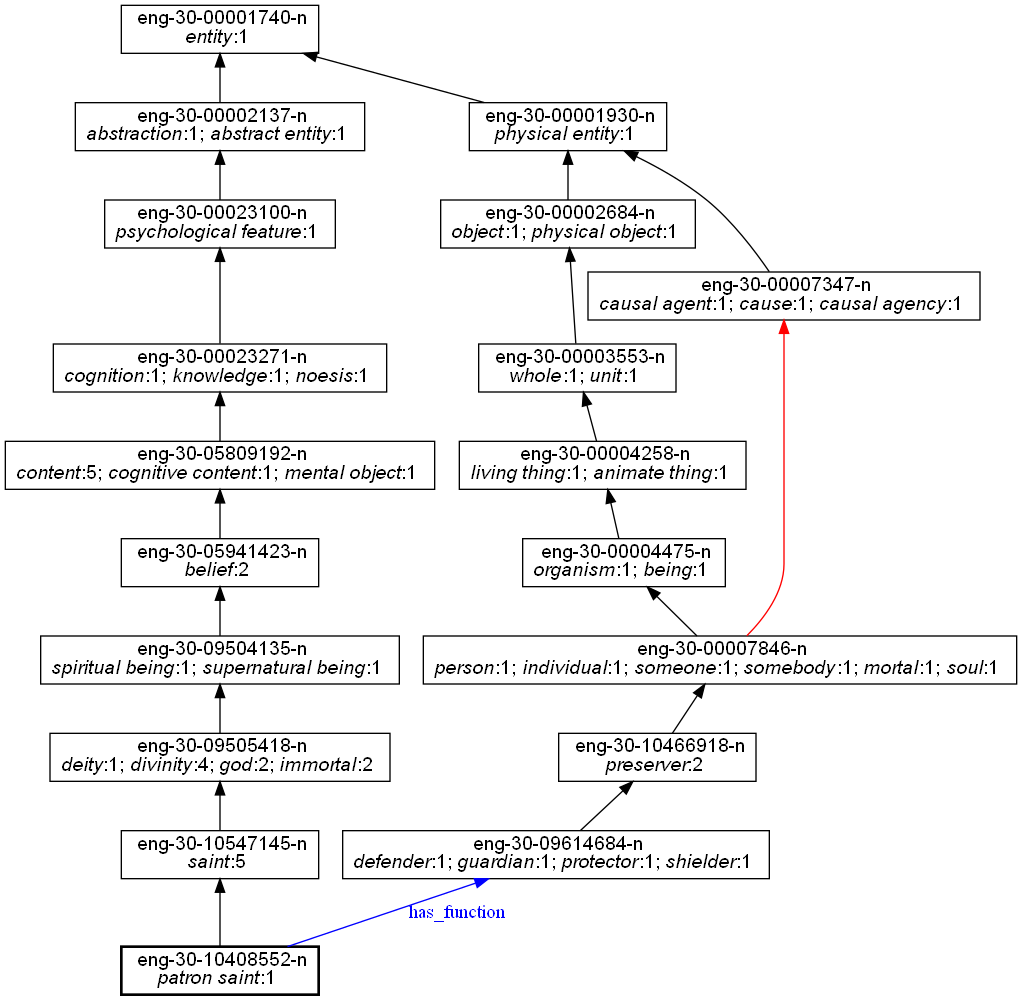 eng-30-00001740-n
entity:1
eng-30-00002137-n
abstraction:1; abstract entity:1
eng-30-00001930-n
physical entity:1
eng-30-00023100-n
psychological feature:1
eng-30-00002684-n
object:1; physical object:1
eng-30-00007347-n
causal agent:1; cause:1; causal agency:1
eng-30-00023271-n
cognition:1; knowledge:1; noesis:1
eng-30-00003553-n
whole:1; unit:1
eng-30-05809192-n
content:5; cognitive content:1; mental object:1
eng-30-00004258-n
living thing:1; animate thing:1
eng-30-05941423-n
belief:2
eng-30-00004475-n
organism:1; being:1
eng-30-09504135-n
spiritual being:1; supernatural being:1
eng-30-00007846-n
person:1; individual:1; someone:1; somebody:1; mortal:1; soul:1
eng-30-09505418-n
deity:1; divinity:4; god:2; immortal:2
eng-30-10466918-n
preserver:2
eng-30-10547145-n
saint:5
eng-30-09614684-n
defender:1; guardian:1; protector:1; shielder:1
has_function
eng-30-10408552-n
patron saint:1